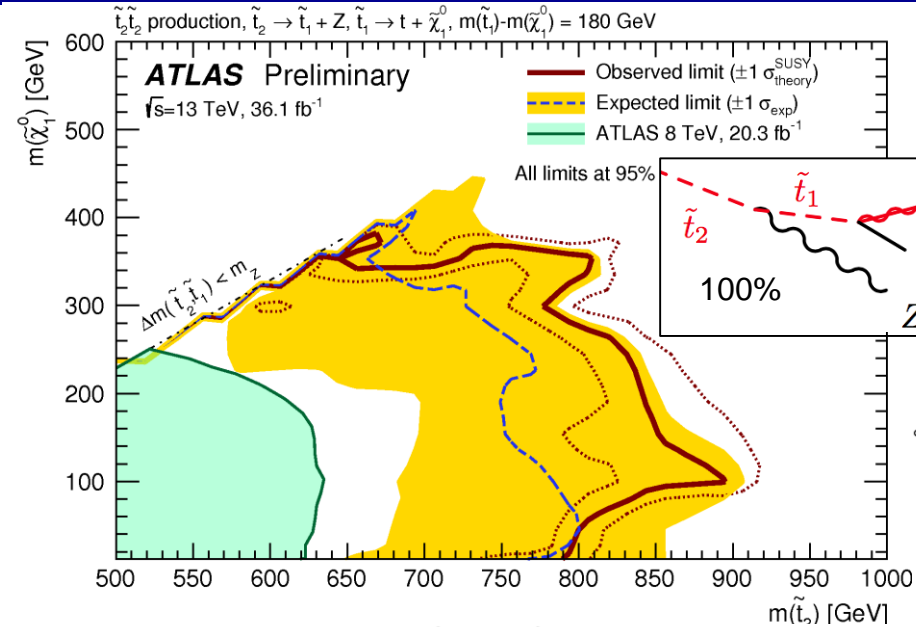 t̃₂t̃₂ production, t̃₂ → t̃₁ + Z, t̃₁ → t + χ̃₁⁰, m(t̃₁)-m(χ̃₁⁰) = 180 GeV
m(χ̃₁⁰) [GeV]
600
500
400
300
200
100
ATLAS Preliminary
√s=13 TeV, 36.1 fb⁻¹
Observed limit (±1 σ_theory^SUSY)
Expected limit (±1 σ_exp)
ATLAS 8 TeV, 20.3 fb⁻¹
All limits at 95%
t̃₂
t̃₁
100%
Z
Δm(t̃₂,t̃₁) < m_Z
500 550 600 650 700 750 800 850 900 950 1000
m(t̃₂) [GeV]